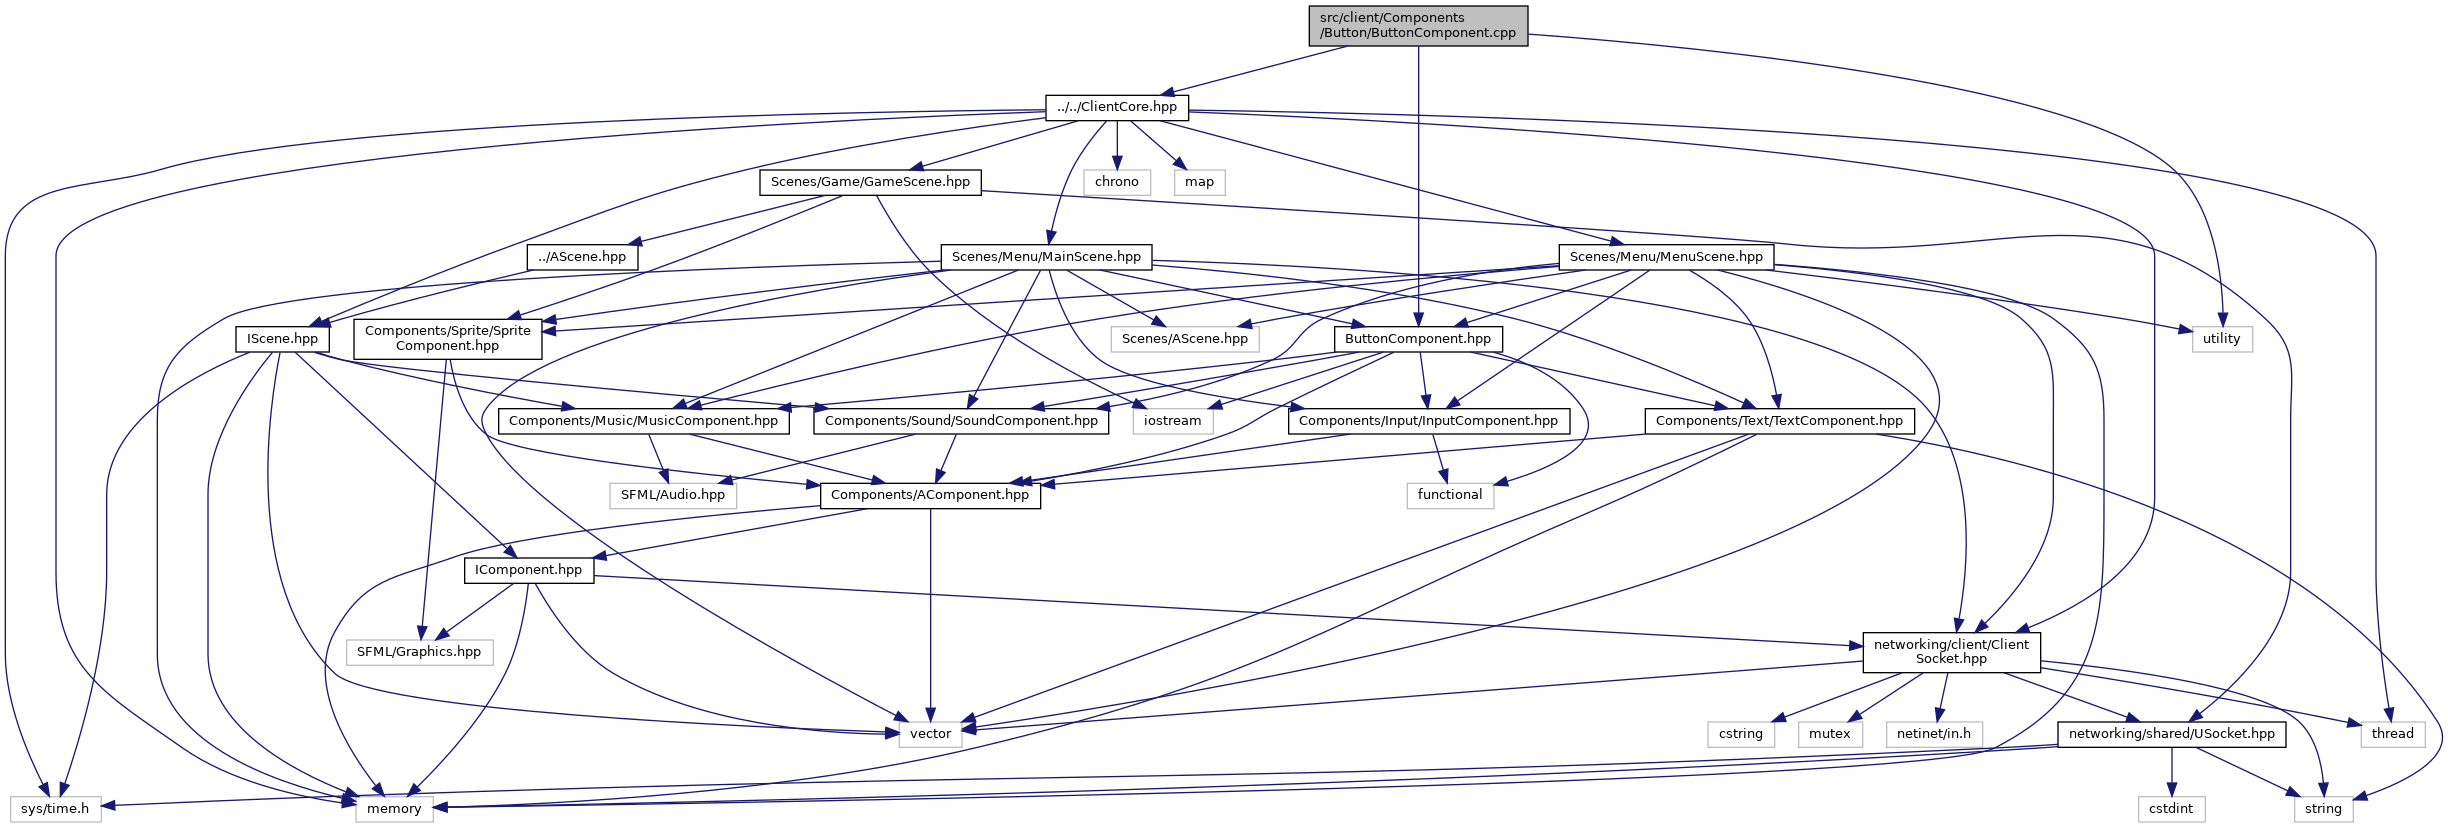 src/client/Components
/Button/ButtonComponent.cpp
../../ClientCore.hpp
Scenes/Game/GameScene.hpp
chrono
map
../AScene.hpp
Scenes/Menu/MainScene.hpp
Scenes/Menu/MenuScene.hpp
IScene.hpp
Components/Sprite/Sprite
Component.hpp
Scenes/AScene.hpp
ButtonComponent.hpp
utility
Components/Music/MusicComponent.hpp
Components/Sound/SoundComponent.hpp
iostream
Components/Input/InputComponent.hpp
Components/Text/TextComponent.hpp
SFML/Audio.hpp
Components/AComponent.hpp
functional
IComponent.hpp
SFML/Graphics.hpp
networking/client/Client
Socket.hpp
vector
cstring
mutex
netinet/in.h
networking/shared/USocket.hpp
thread
sys/time.h
memory
cstdint
string